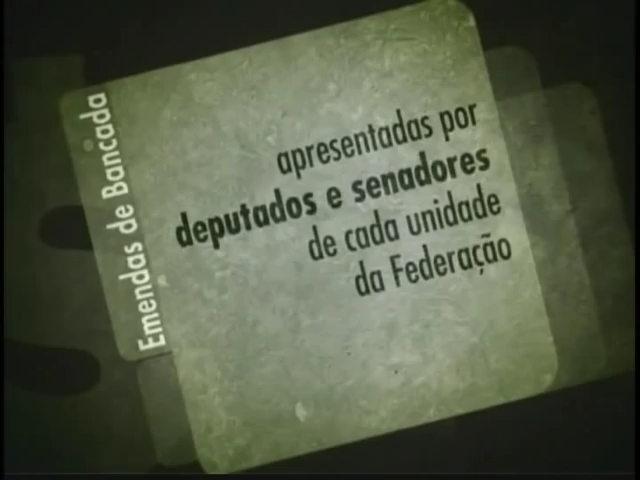 Emendas de Bancada
apresentadas por
deputados e senadores
de cada unidade
da Federação